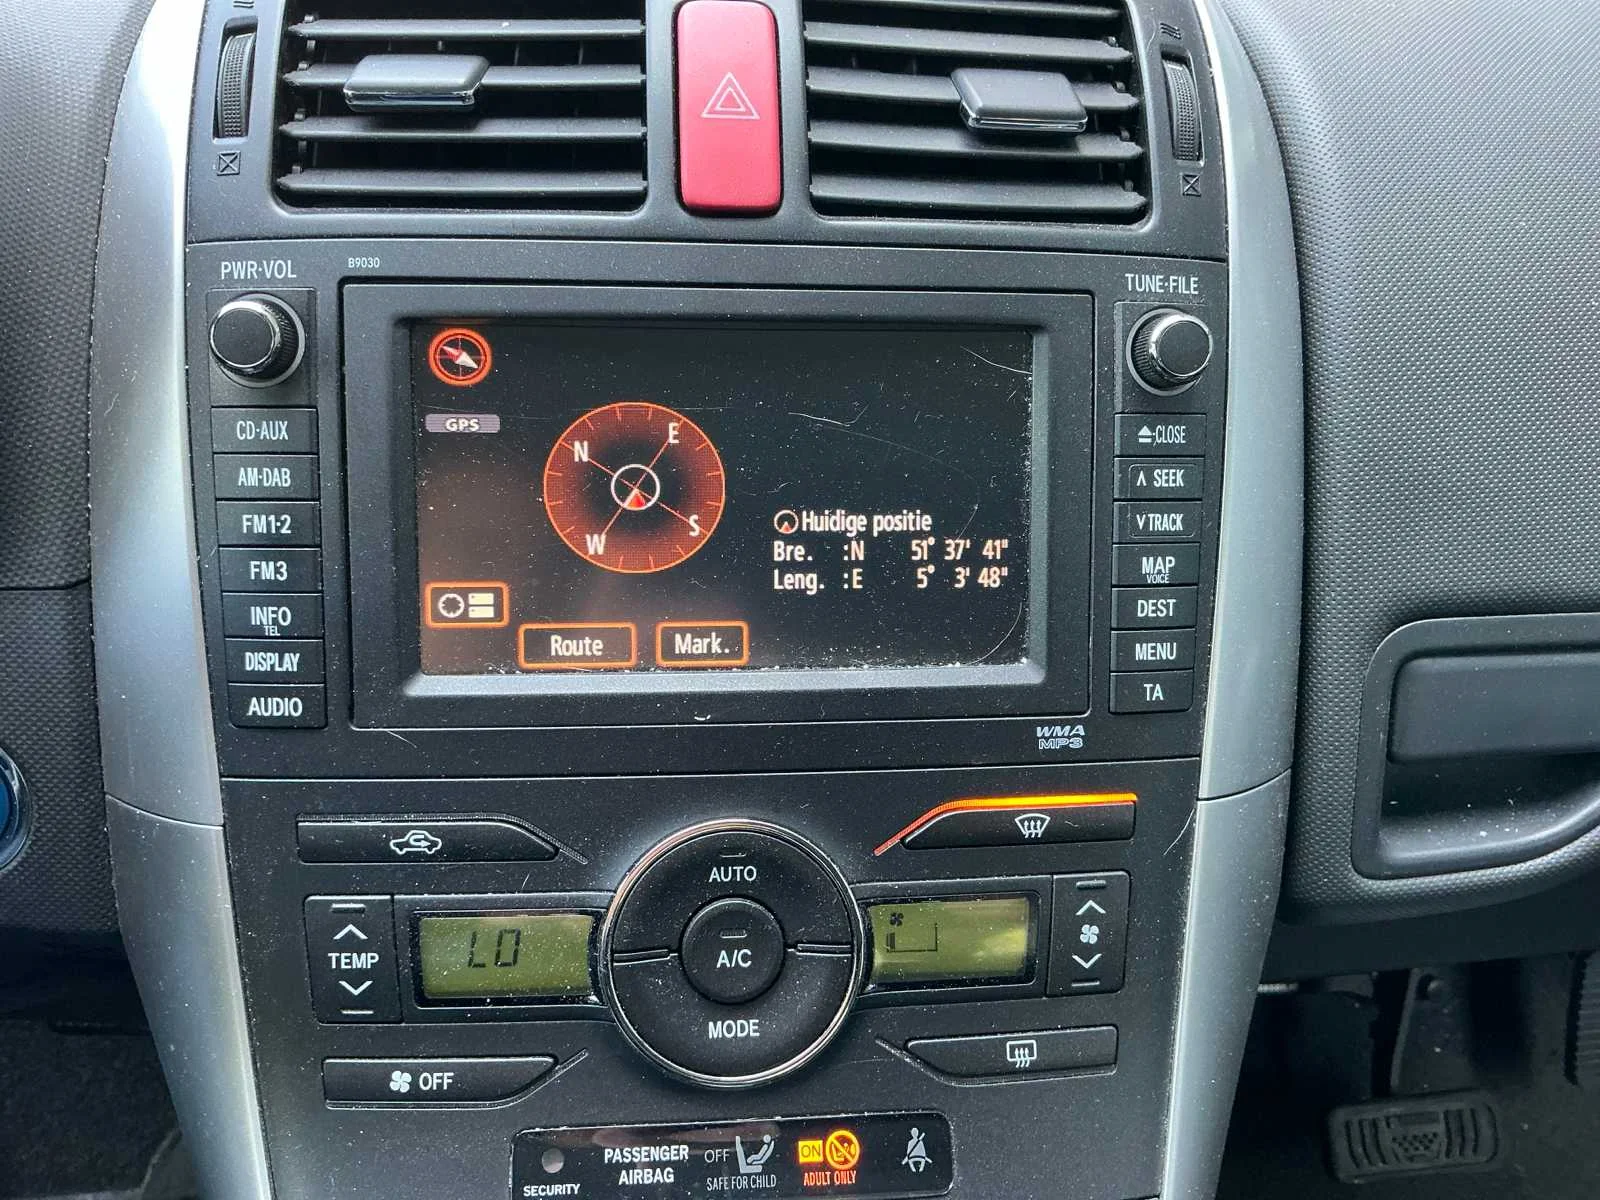 PWR·VOL
B9030
TUNE·FILE
CD·AUX
AM·DAB
FM1·2
FM3
INFO
TEL
DISPLAY
AUDIO
GPS
N
E
S
W
Huidige positie
Bre. :N 51° 37' 41"
Leng. :E 5° 3' 48"
Route
Mark.
CLOSE
SEEK
TRACK
MAP
VOICE
DEST
MENU
TA
WMA
MP3
AUTO
TEMP
LO
A/C
MODE
OFF
PASSENGER
AIRBAG
OFF
SAFE FOR CHILD
ON
ADULT ONLY
SECURITY